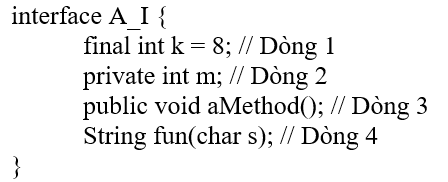 interface A_I {
final int k = 8; // Dòng 1
private int m; // Dòng 2
public void aMethod(); // Dòng 3
String fun(char s); // Dòng 4
}